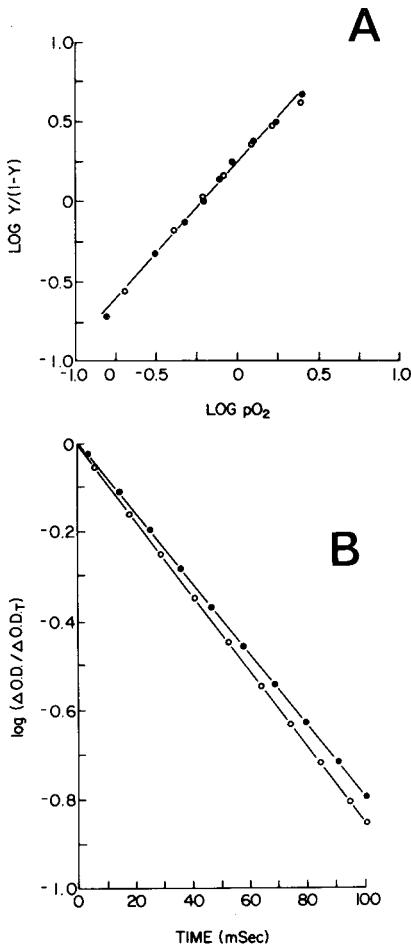 A
1.0
0.5
0
-0.5
-1.0
LOG Y/(1-Y)
-1.0 0 -0.5 0 0.5 1.0
LOG pO2
B
0
-0.2
-0.4
-0.6
-0.8
-1.0
log (ΔO.D./ΔO.D.T)
0 20 40 60 80 100
TIME (mSec)